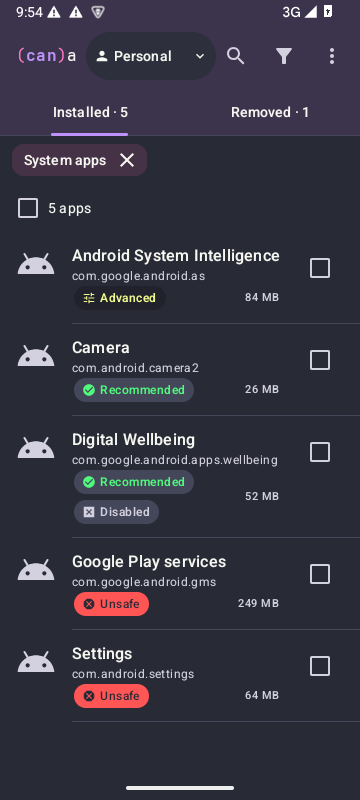 9:54
3G
(can)a
Personal
Installed · 5
Removed · 1
System apps
5 apps
Android System Intelligence
com.google.android.as
Advanced
84 MB
Camera
com.android.camera2
Recommended
26 MB
Digital Wellbeing
com.google.android.apps.wellbeing
Recommended
52 MB
Disabled
Google Play services
com.google.android.gms
Unsafe
249 MB
Settings
com.android.settings
Unsafe
64 MB